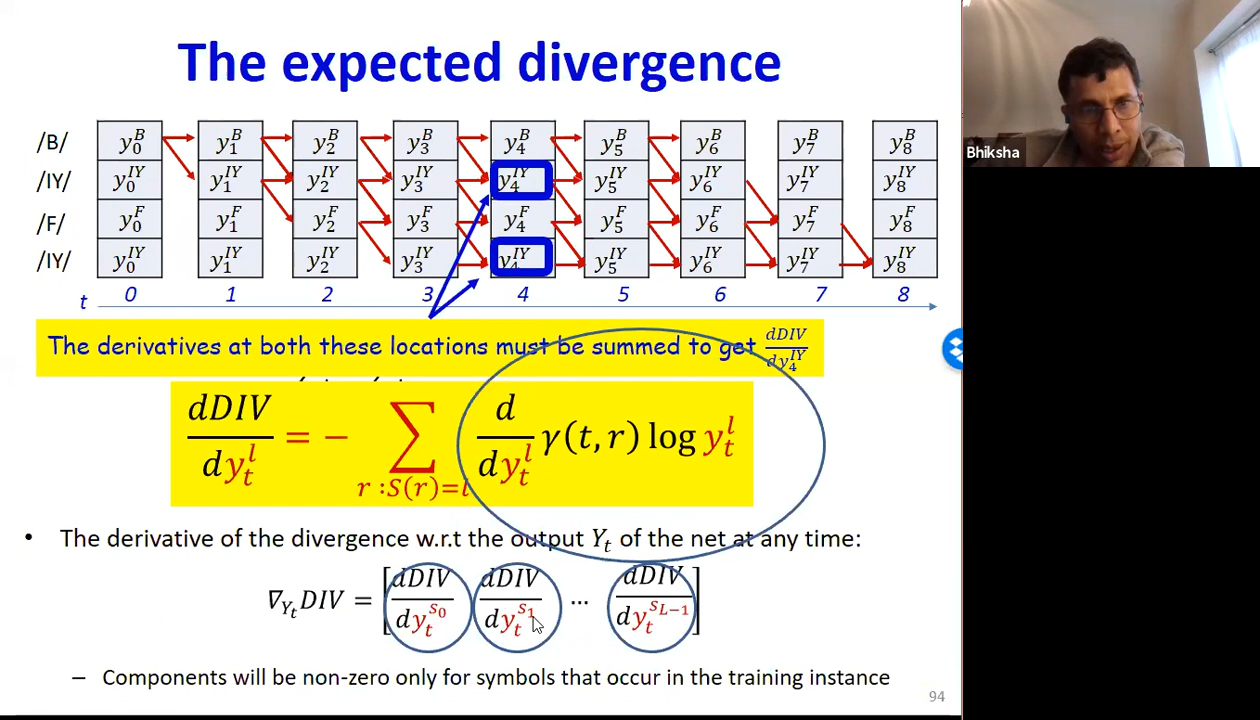 The expected divergence
Bhiksha
/B/ y_0^B y_1^B y_2^B y_3^B y_4^B y_5^B y_6^B y_7^B y_8^B
/IY/ y_0^IY y_1^IY y_2^IY y_3^IY y_4^IY y_5^IY y_6^IY y_7^IY y_8^IY
/F/ y_0^F y_1^F y_2^F y_3^F y_4^F y_5^F y_6^F y_7^F y_8^F
/IY/ y_0^IY y_1^IY y_2^IY y_3^IY y_4^IY y_5^IY y_6^IY y_7^IY y_8^IY
t 0 1 2 3 4 5 6 7 8
The derivatives at both these locations must be summed to get dDIV/dy_4^IY
dDIV/dy_t^l = − ∑_{r :S(r)=l} d/dy_t^l γ(t,r) log y_t^l
• The derivative of the divergence w.r.t the output Y_t of the net at any time:
∇_{Y_t} DIV = [dDIV/dy_t^{s_0} dDIV/dy_t^{s_1} ⋯ dDIV/dy_t^{s_{L−1}}]
– Components will be non-zero only for symbols that occur in the training instance
94